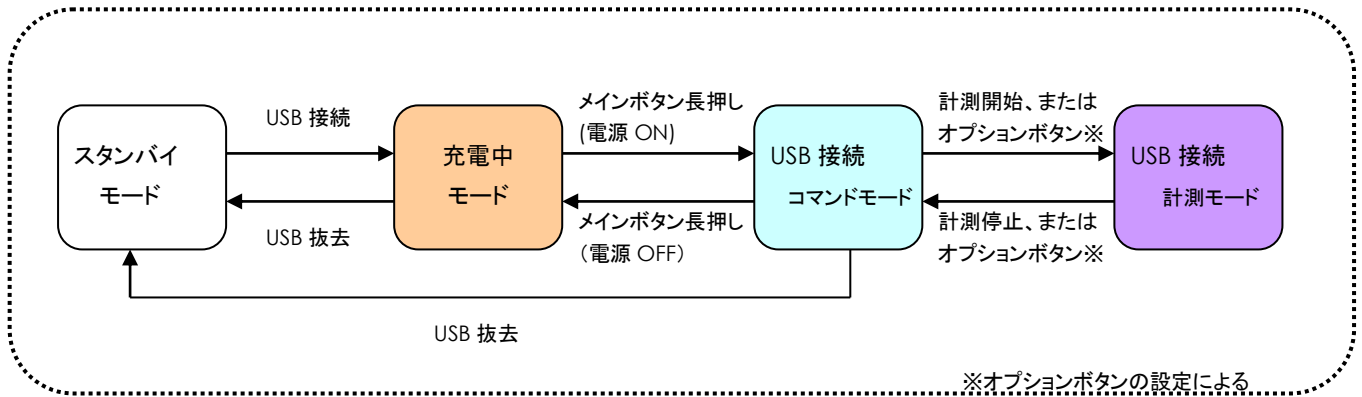 スタンバイ
モード
USB 接続
USB 抜去
充電中
モード
メインボタン長押し
(電源 ON)
メインボタン長押し
（電源 OFF）
USB 接続
コマンドモード
計測開始、または
オプションボタン※
計測停止、または
オプションボタン※
USB 接続
計測モード
USB 抜去
※オプションボタンの設定による